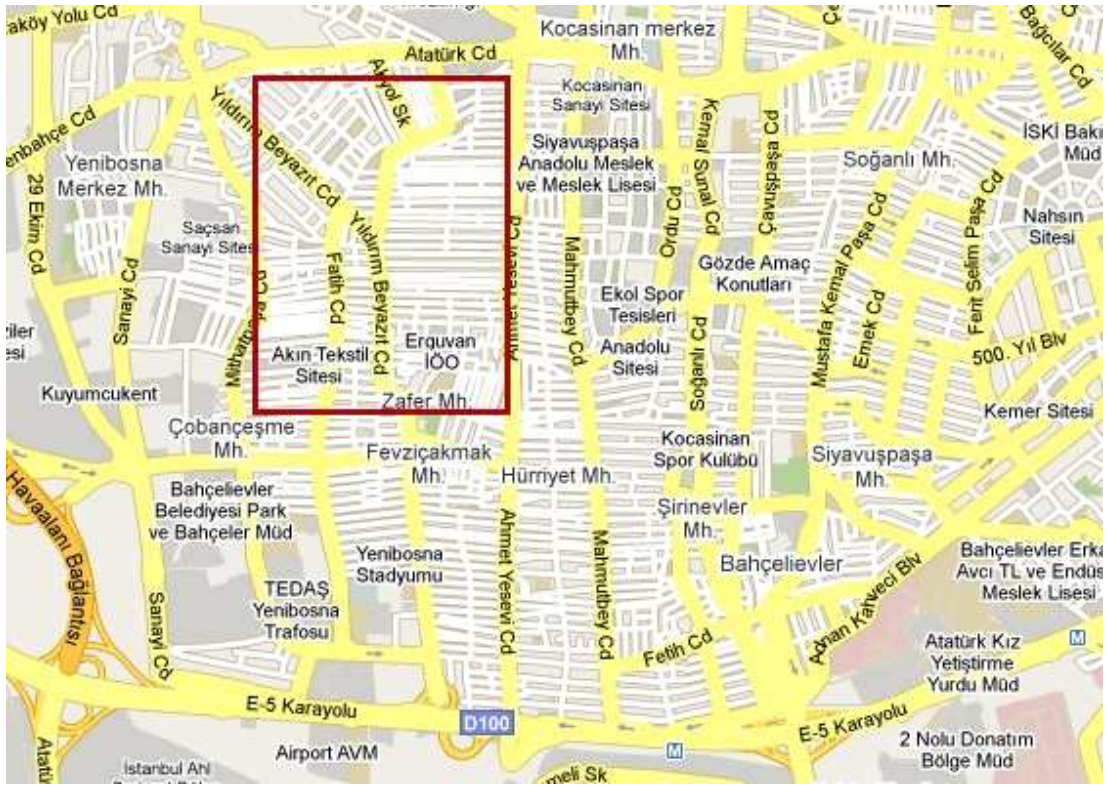 Kocasinan merkez
Mh.
Atatürk Cd
Akyol Sk
Kocasinan
Sanayi Sitesi
Bağcılar Cd
Yıldırım Beyazıt Cd
Yenibosna
Merkez Mh.
29 Ekim Cd
Siyavuşpaşa
Anadolu Meslek
ve Meslek Lisesi
Kemal Sunal Cd
Çavuşpaşa Cd
Soğanlı Mh.
İSKİ
Müd
Saçsan
Sanayi
Sanayi Cd
Fatih Cd
Yıldırım Beyazıt Cd
Ahmet Yesevi Cd
Mahmutbey Cd
Ordu Cd
Gözde Amaç
Konutları
Mustafa Kemal Paşa Cd
Ferit Selim Paşa Cd
Nahsın
Sitesi
Ekol Spor
Tesisleri
Anadolu
Sitesi
Soğanlı Cd
Emek Cd
500. Yıl Blv
Akın Tekstil
Sitesi
Erguvan
İÖO
Zafer Mh.
Kuyumcukent
Kemer Sitesi
Çobançeşme
Mh.
Fevziçakmak
Mh.
Hürriyet Mh.
Kocasinan
Spor Kulübü
Siyavuşpaşa
Mh.
Havaalanı Bağlantısı
Bahçelievler
Belediyesi Park
ve Bahçeler Müd
Şirinevler
Mh.
Bahçelievler
Yenibosna
Stadyumu
Ahmet Yesevi Cd
Mahmutbey Cd
Adnan Kahveci Blv
Bahçelievler
Avcı TL ve
Meslek Lisesi
TEDAŞ
Yenibosna
Trafosu
Sanayi Cd
Fetih Cd
Atatürk Kız
Yetiştirme
Yurdu Müd
M
E-5 Karayolu
D100
E-5 Karayolu
M
Airport AVM
2 Nolu Donatım
Bölge Müd
İstanbul